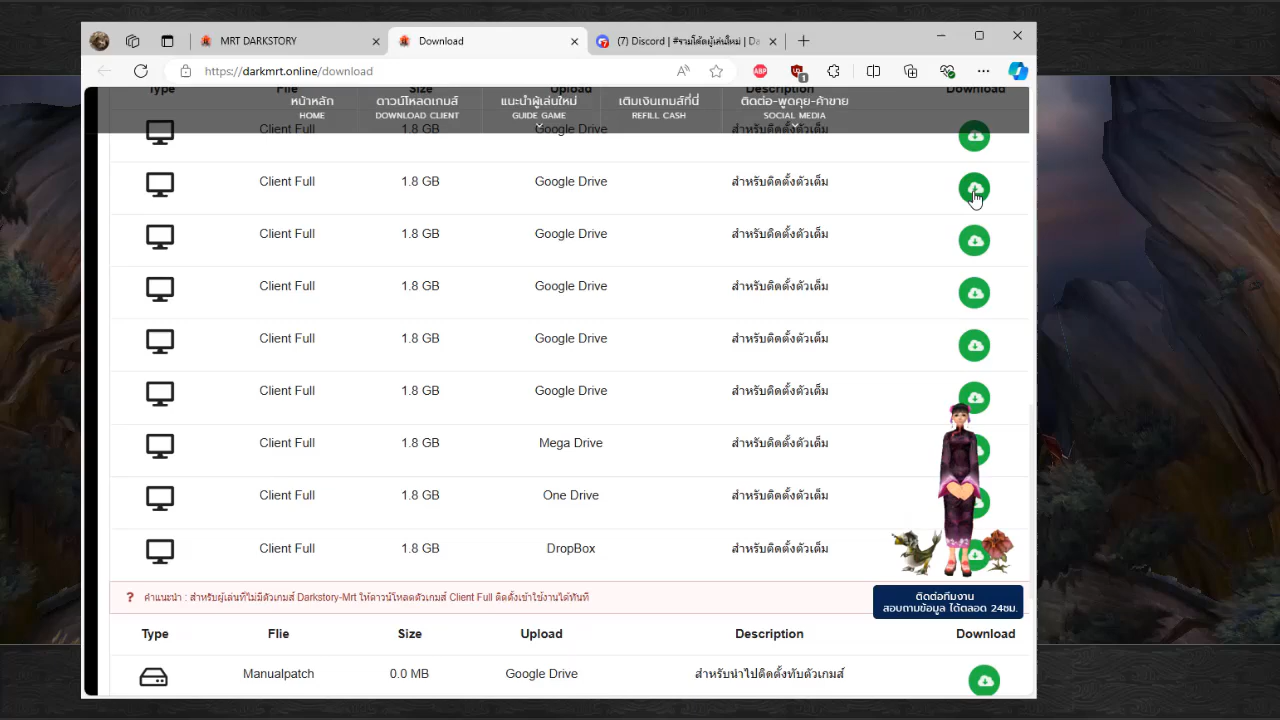 MRT DARKSTORY
Download
(7) Discord | #รวมโค้ดผู้เล่นใหม่ | Da
https://darkmrt.online/download
Type File Size Upload Description Download
หน้าหลัก ดาวน์โหลดเกมส์ แนะนำผู้เล่นใหม่ เติมเงินเกมส์ที่นี่ ติดต่อ-พูดคุย-ค้าขาย
HOME DOWNLOAD CLIENT GUIDE GAME REFILL CASH SOCIAL MEDIA
Client Full 1.8 GB Google Drive สำหรับติดตั้งตัวเต็ม
Client Full 1.8 GB Google Drive สำหรับติดตั้งตัวเต็ม
Client Full 1.8 GB Google Drive สำหรับติดตั้งตัวเต็ม
Client Full 1.8 GB Google Drive สำหรับติดตั้งตัวเต็ม
Client Full 1.8 GB Google Drive สำหรับติดตั้งตัวเต็ม
Client Full 1.8 GB Google Drive สำหรับติดตั้งตัวเต็ม
Client Full 1.8 GB Mega Drive สำหรับติดตั้งตัวเต็ม
Client Full 1.8 GB One Drive สำหรับติดตั้งตัวเต็ม
Client Full 1.8 GB DropBox สำหรับติดตั้งตัวเต็ม
? คำแนะนำ : สำหรับผู้เล่นที่ไม่มีตัวเกมส์ Darkstory-Mrt ให้ดาวน์โหลดตัวเกมส์ Client Full ติดตั้งเข้าใช้งานได้ทันที
ติดต่อทีมงาน
สอบถามข้อมูล ได้ตลอด 24ชม.
Type Flie Size Upload Description Download
Manualpatch 0.0 MB Google Drive สำหรับนำไปติดตั้งทับตัวเกมส์